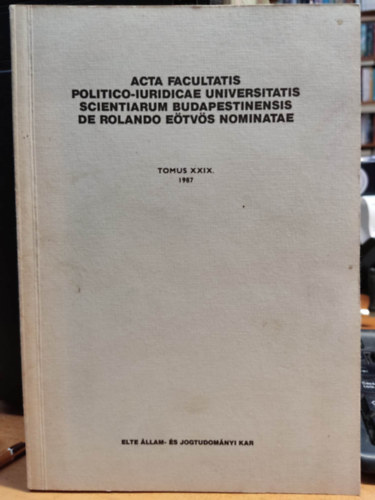 ACTA FACULTATIS
POLITICO-IURIDICAE UNIVERSITATIS
SCIENTIARUM BUDAPESTINENSIS
DE ROLANDO EÖTVÖS NOMINATAE
TOMUS XXIX.
1987
ELTE ÁLLAM- ÉS JOGTUDOMÁNYI KAR